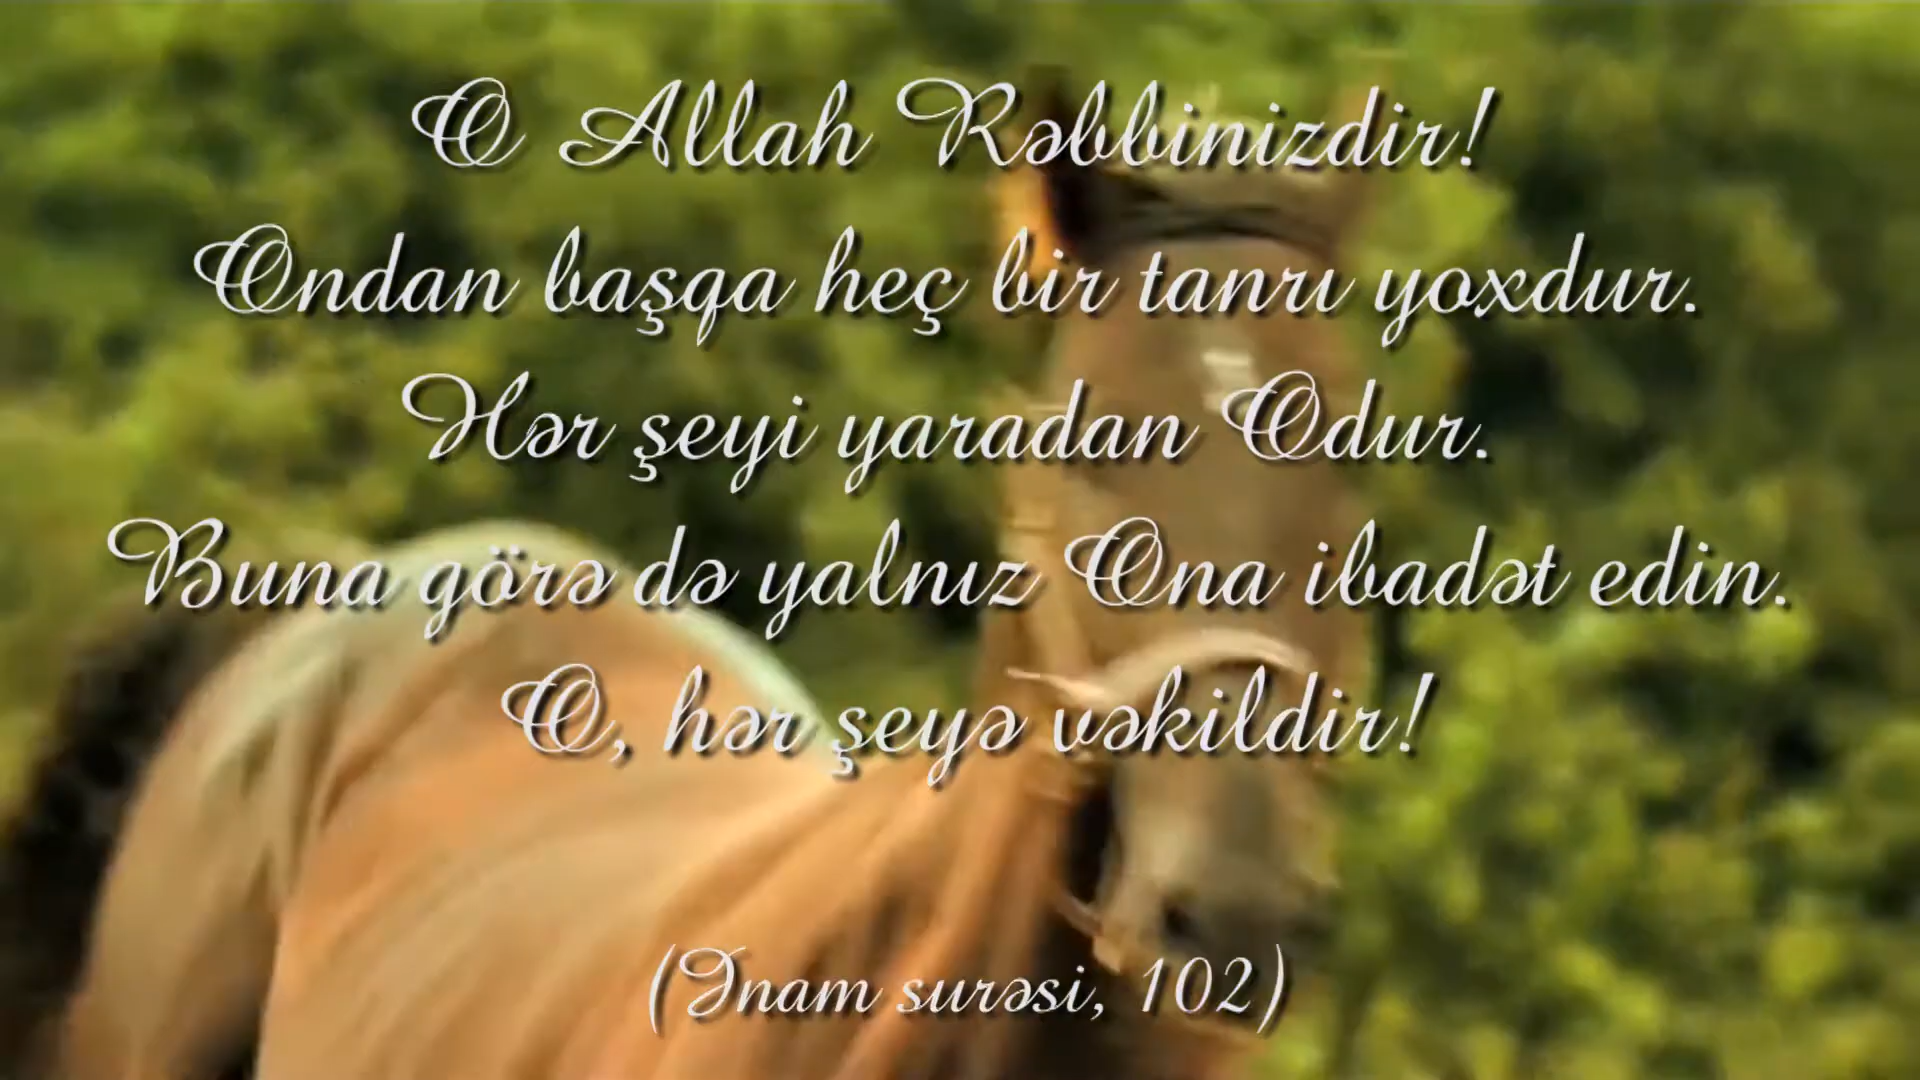 O Allah Rəbbinizdir!
Ondan başqa heç bir tanrı yoxdur.
Hər şeyi yaradan Odur.
Buna görə də yalnız Ona ibadət edin.
O, hər şeyə vəkildir!
(Ənam surəsi, 102)